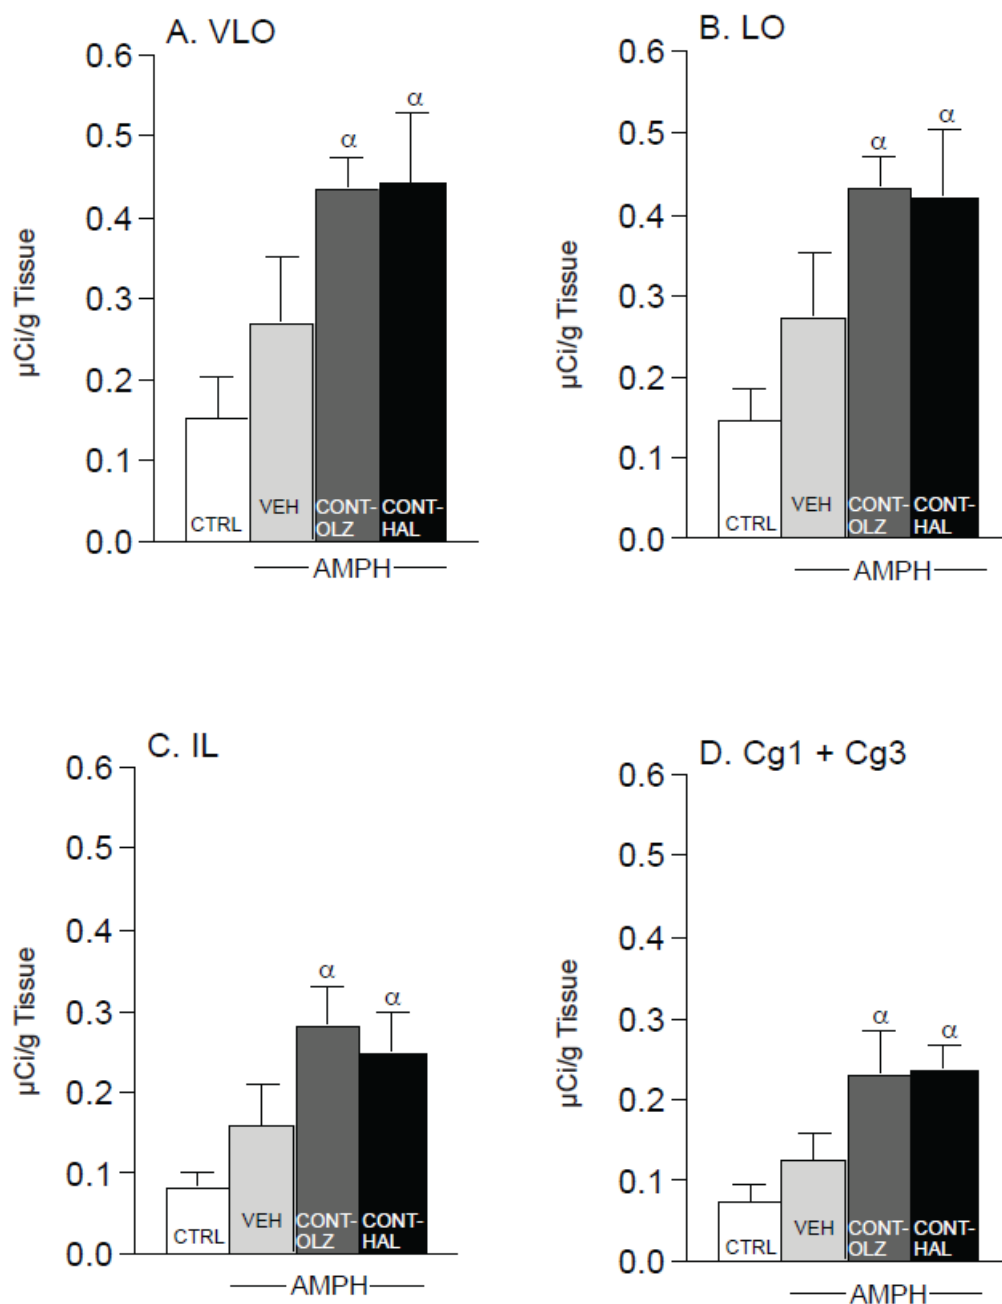 A. VLO
0.6
0.5
0.4
0.3
0.2
0.1
0.0
µCi/g Tissue
α
α
CTRL
VEH
CONT-
OLZ
CONT-
HAL
AMPH
B. LO
0.6
0.5
0.4
0.3
0.2
0.1
0.0
µCi/g Tissue
α
α
CTRL
VEH
CONT-
OLZ
CONT-
HAL
AMPH
C. IL
0.6
0.5
0.4
0.3
0.2
0.1
0.0
µCi/g Tissue
α
α
CTRL
VEH
CONT-
OLZ
CONT-
HAL
AMPH
D. Cg1 + Cg3
0.6
0.5
0.4
0.3
0.2
0.1
0.0
µCi/g Tissue
α
α
CTRL
VEH
CONT-
OLZ
CONT-
HAL
AMPH